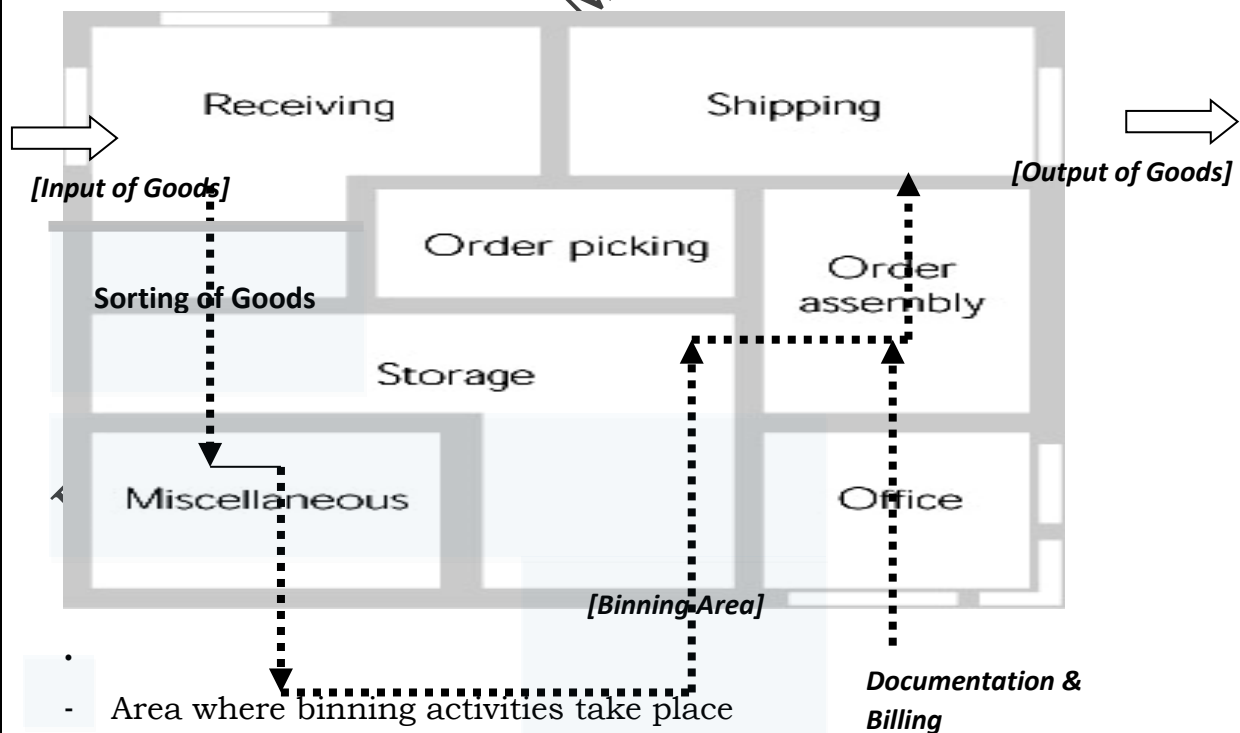 Receiving
Shipping
[Input of Goods]
[Output of Goods]
Order picking
Order
assembly
Sorting of Goods
Storage
Miscellaneous
Office
[Binning Area]
Documentation &
Billing
- Area where binning activities take place